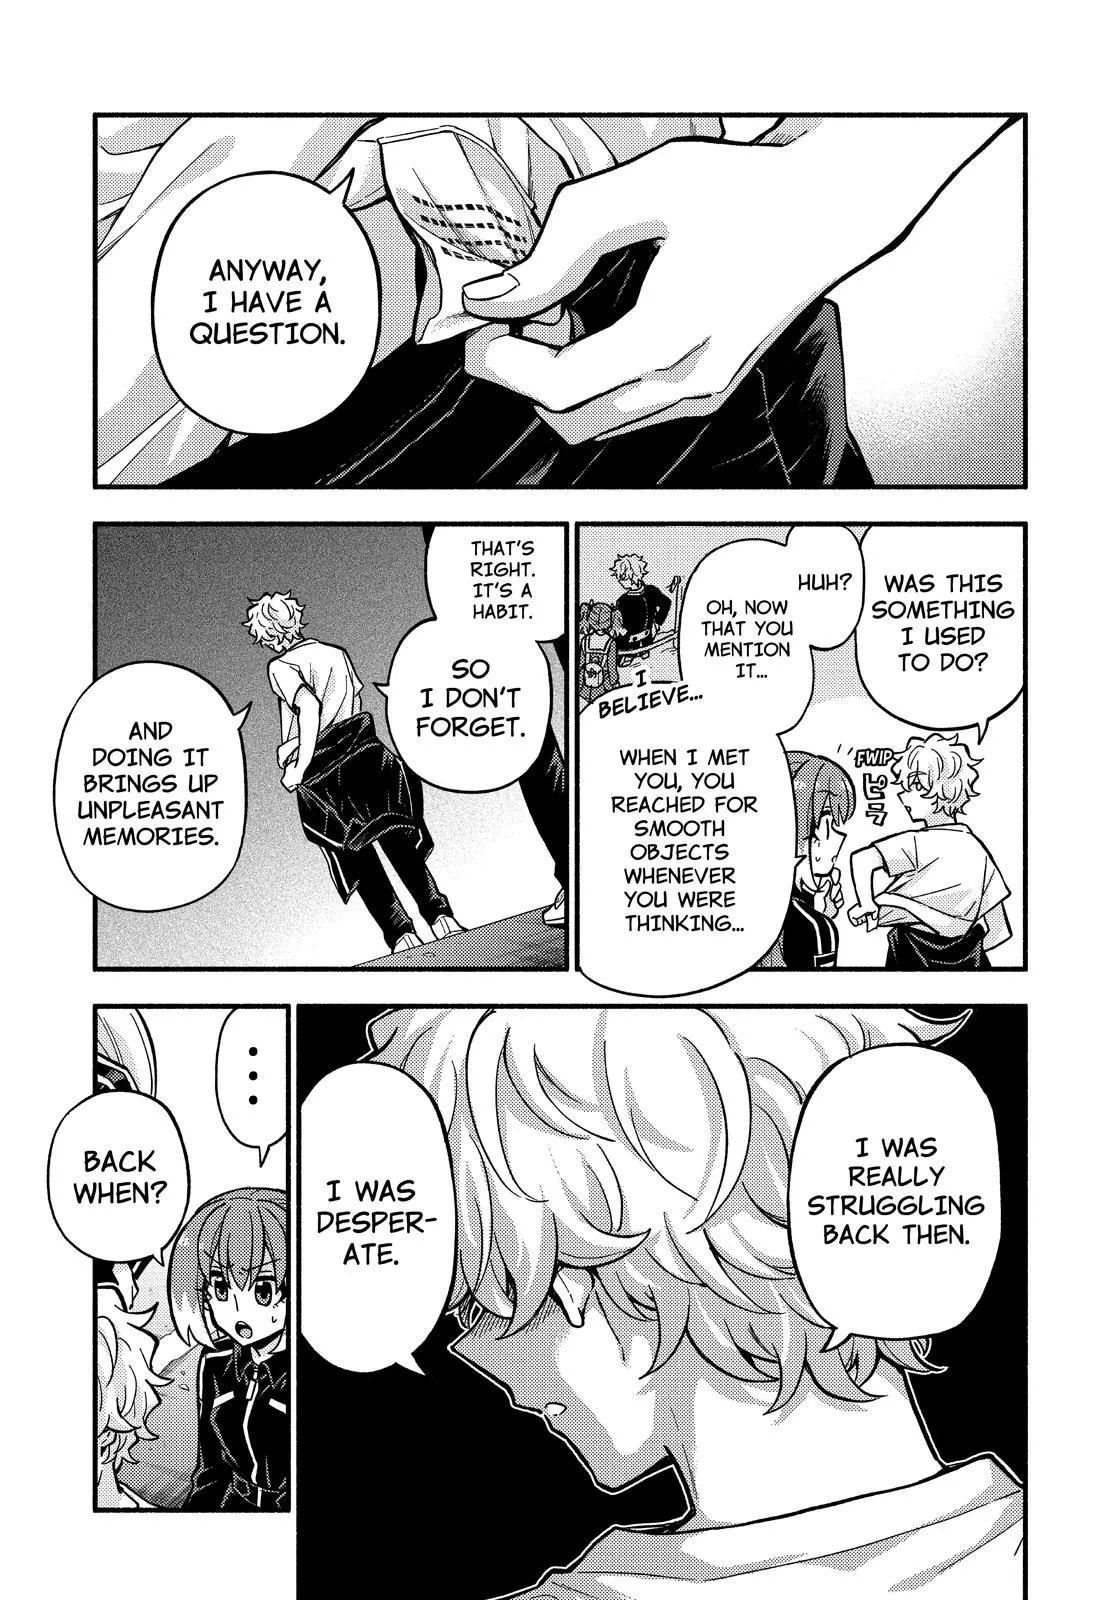 ANYWAY,
I HAVE A
QUESTION.
WAS THIS
SOMETHING
I USED
TO DO?
HUH?
OH, NOW
THAT YOU
MENTION
IT...
I
BELIEVE...
WHEN I MET
YOU, YOU
REACHED FOR
SMOOTH
OBJECTS
WHENEVER
YOU WERE
THINKING...
FWIP
ピラ
THAT'S
RIGHT.
IT'S A
HABIT.
SO
I DON'T
FORGET.
AND
DOING IT
BRINGS UP
UNPLEASANT
MEMORIES.
I WAS
REALLY
STRUGGLING
BACK THEN.
I WAS
DESPER-
ATE.
...
BACK
WHEN?